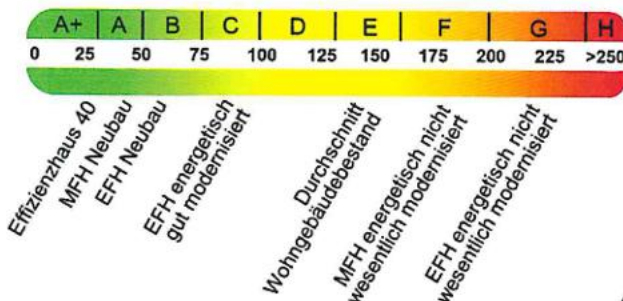 A+ A B C D E F G H
0 25 50 75 100 125 150 175 200 225 >250
Effizienzhaus 40
MFH Neubau
EFH Neubau
EFH energetisch
gut modernisiert
Durchschnitt
Wohngebäudebestand
MFH energetisch nicht
wesentlich modernisiert
EFH energetisch nicht
wesentlich modernisiert